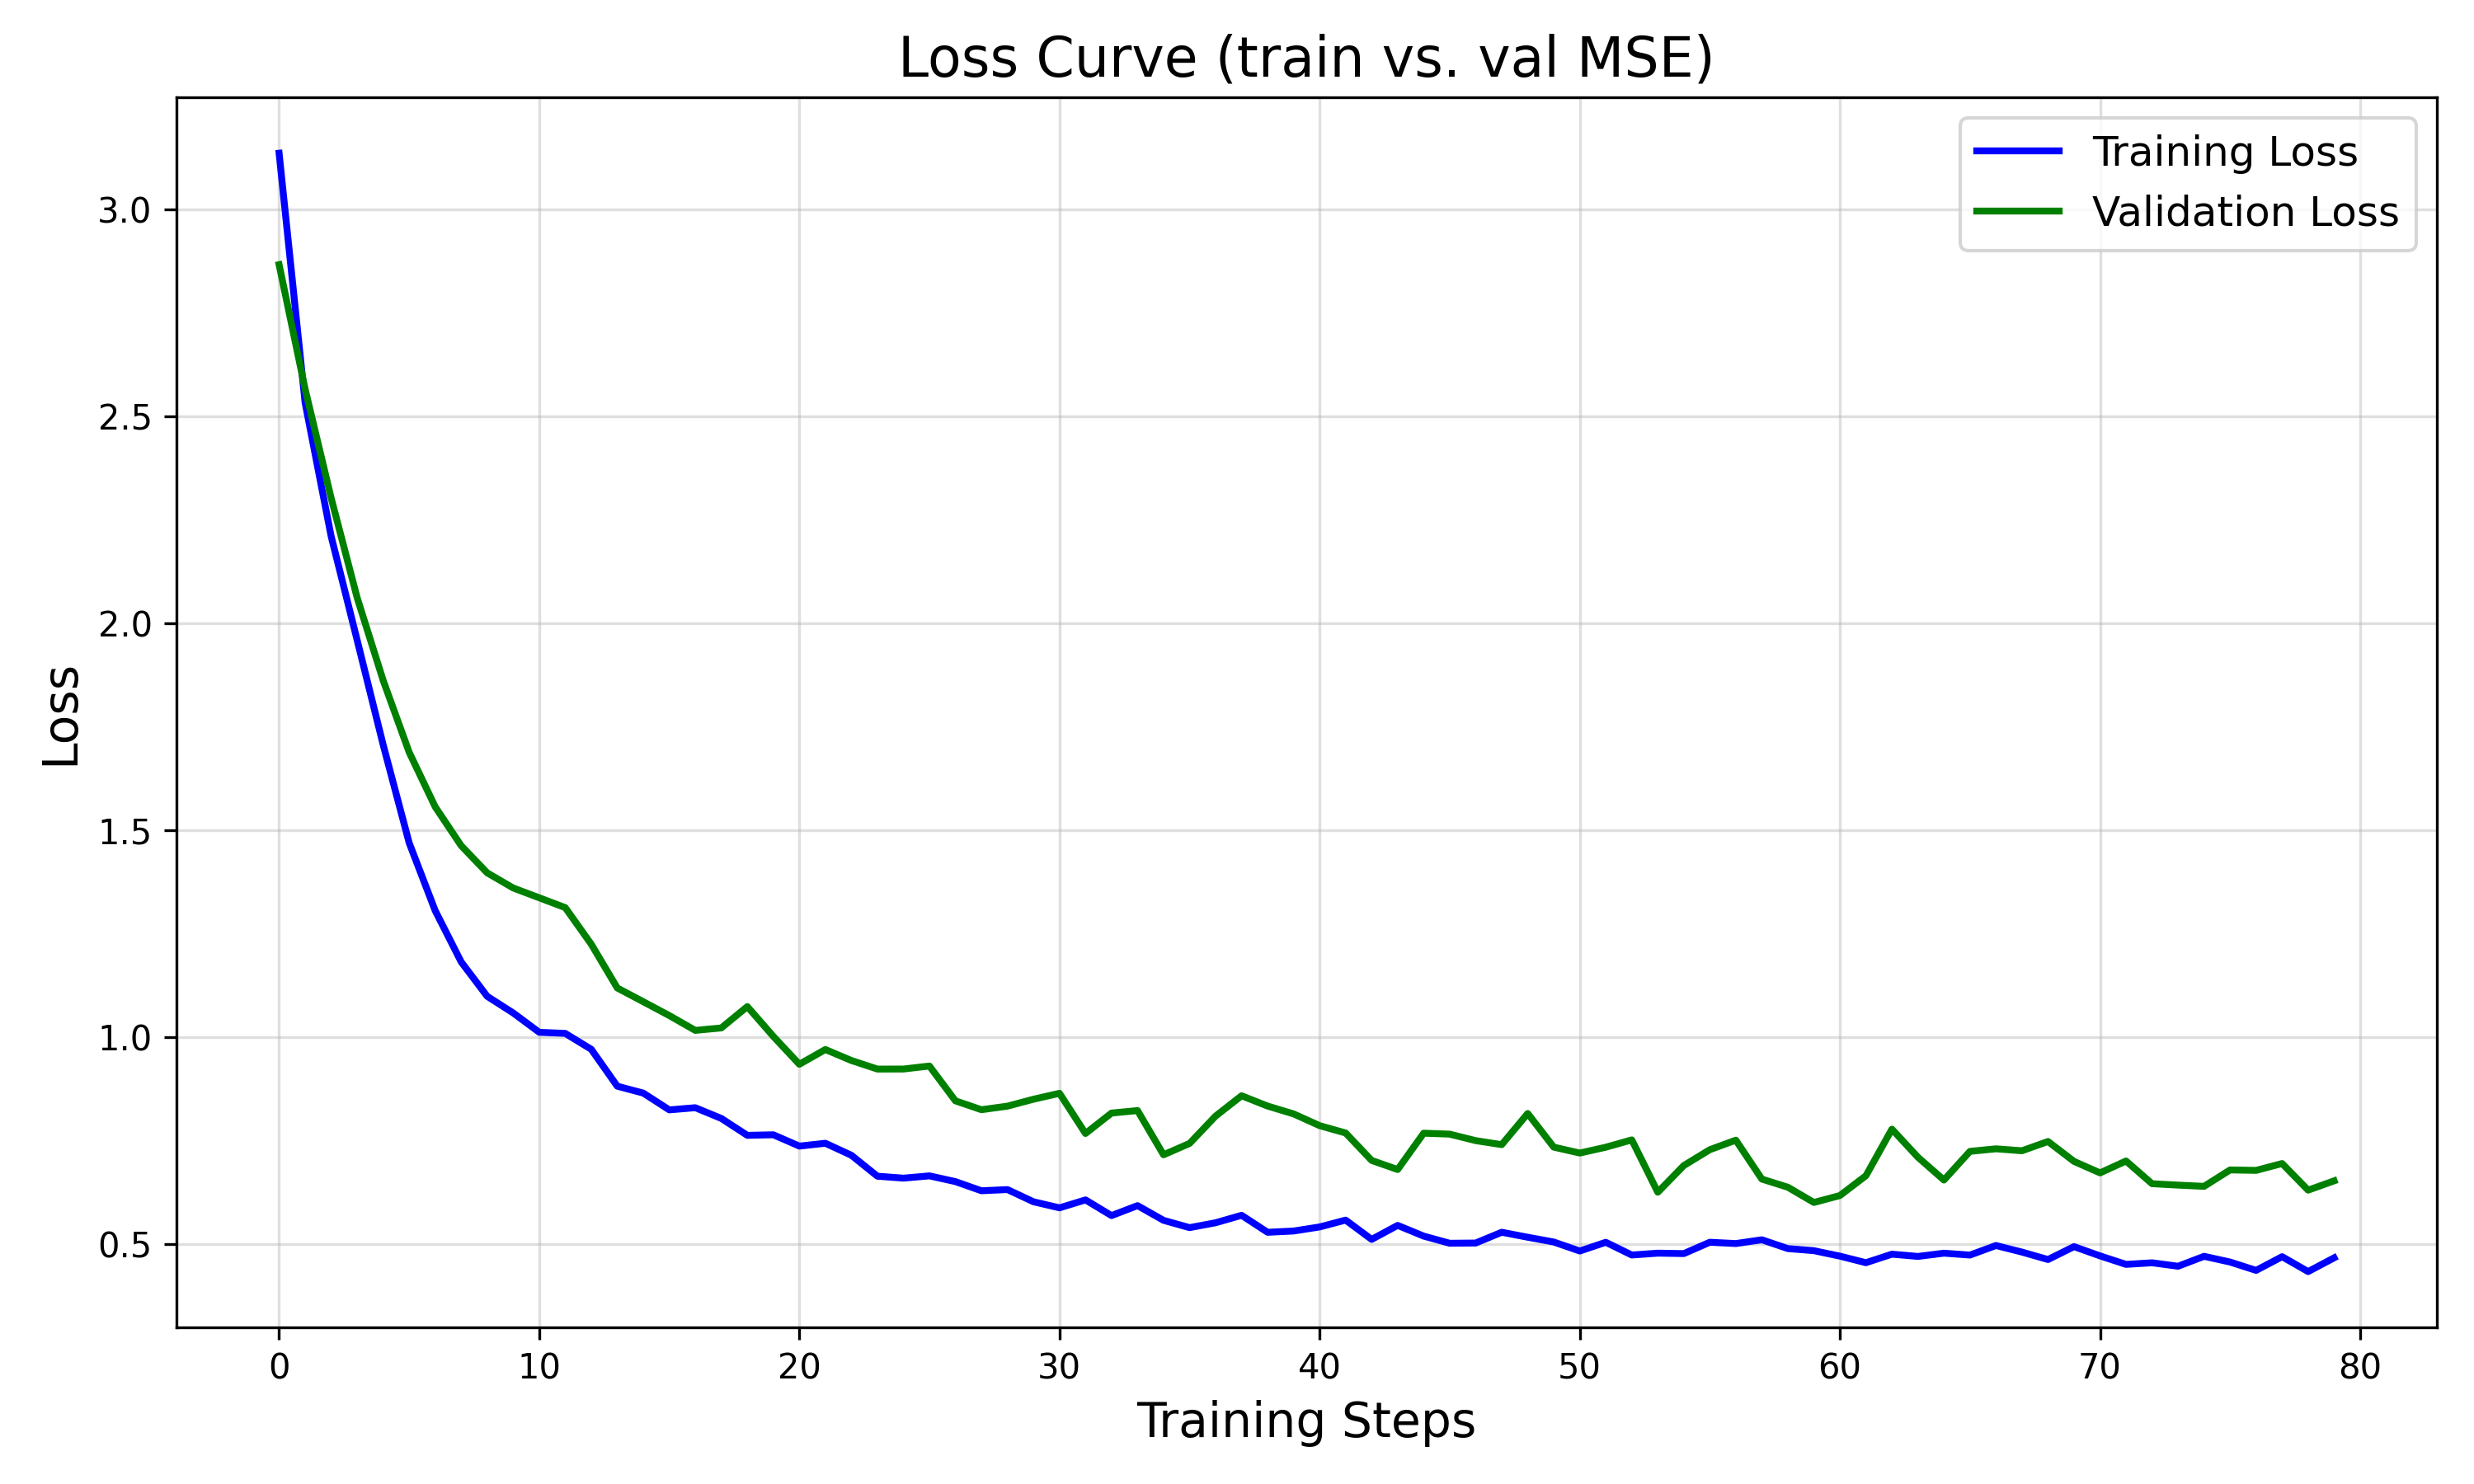 Loss Curve (train vs. val MSE)
Training Loss
Validation Loss
3.0
2.5
2.0
1.5
1.0
0.5
Loss
0 10 20 30 40 50 60 70 80
Training Steps